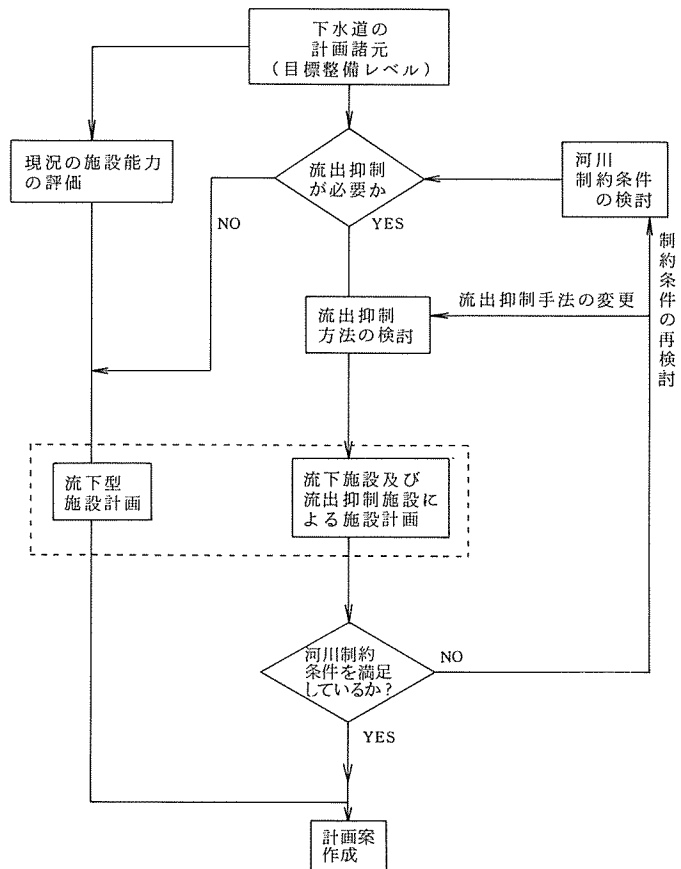 下水道の
計画諸元
（目標整備レベル）
現況の施設能力
の評価
流出抑制
が必要か
河川
制約条件
の検討
NO
YES
制約条件の再検討
流出抑制手法の変更
流出抑制
方法の検討
流下型
施設計画
流下施設及び
流出抑制施設に
よる施設計画
河川制約
条件を満足
しているか？
NO
YES
計画案
作成